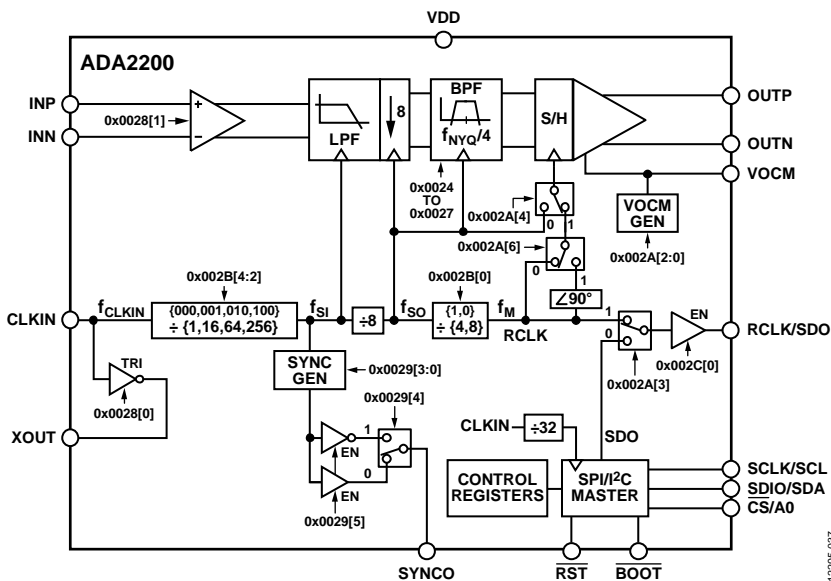 VDD
ADA2200
INP
INN
0x0028[1]
+
–
LPF
8
BPF
fNYQ/4
S/H
OUTP
OUTN
VOCM
0x0024
TO
0x0027
0x002A[4]
0
1
VOCM
GEN
0x002A[2:0]
0x002A[6]
0
1
∠90°
0x002B[4:2]
0x002B[0]
CLKIN
fCLKIN
{000,001,010,100}
÷ {1,16,64,256}
fSI
÷8
fSO
{1,0}
÷ {4,8}
fM
RCLK
1
0
EN
RCLK/SDO
0x002C[0]
0x002A[3]
TRI
0x0028[0]
XOUT
SYNC
GEN
0x0029[3:0]
0x0029[4]
1
0
EN
EN
0x0029[5]
CLKIN
÷32
SDO
CONTROL
REGISTERS
SPI/I2C
MASTER
SCLK/SCL
SDIO/SDA
CS/A0
SYNCO
RST
BOOT